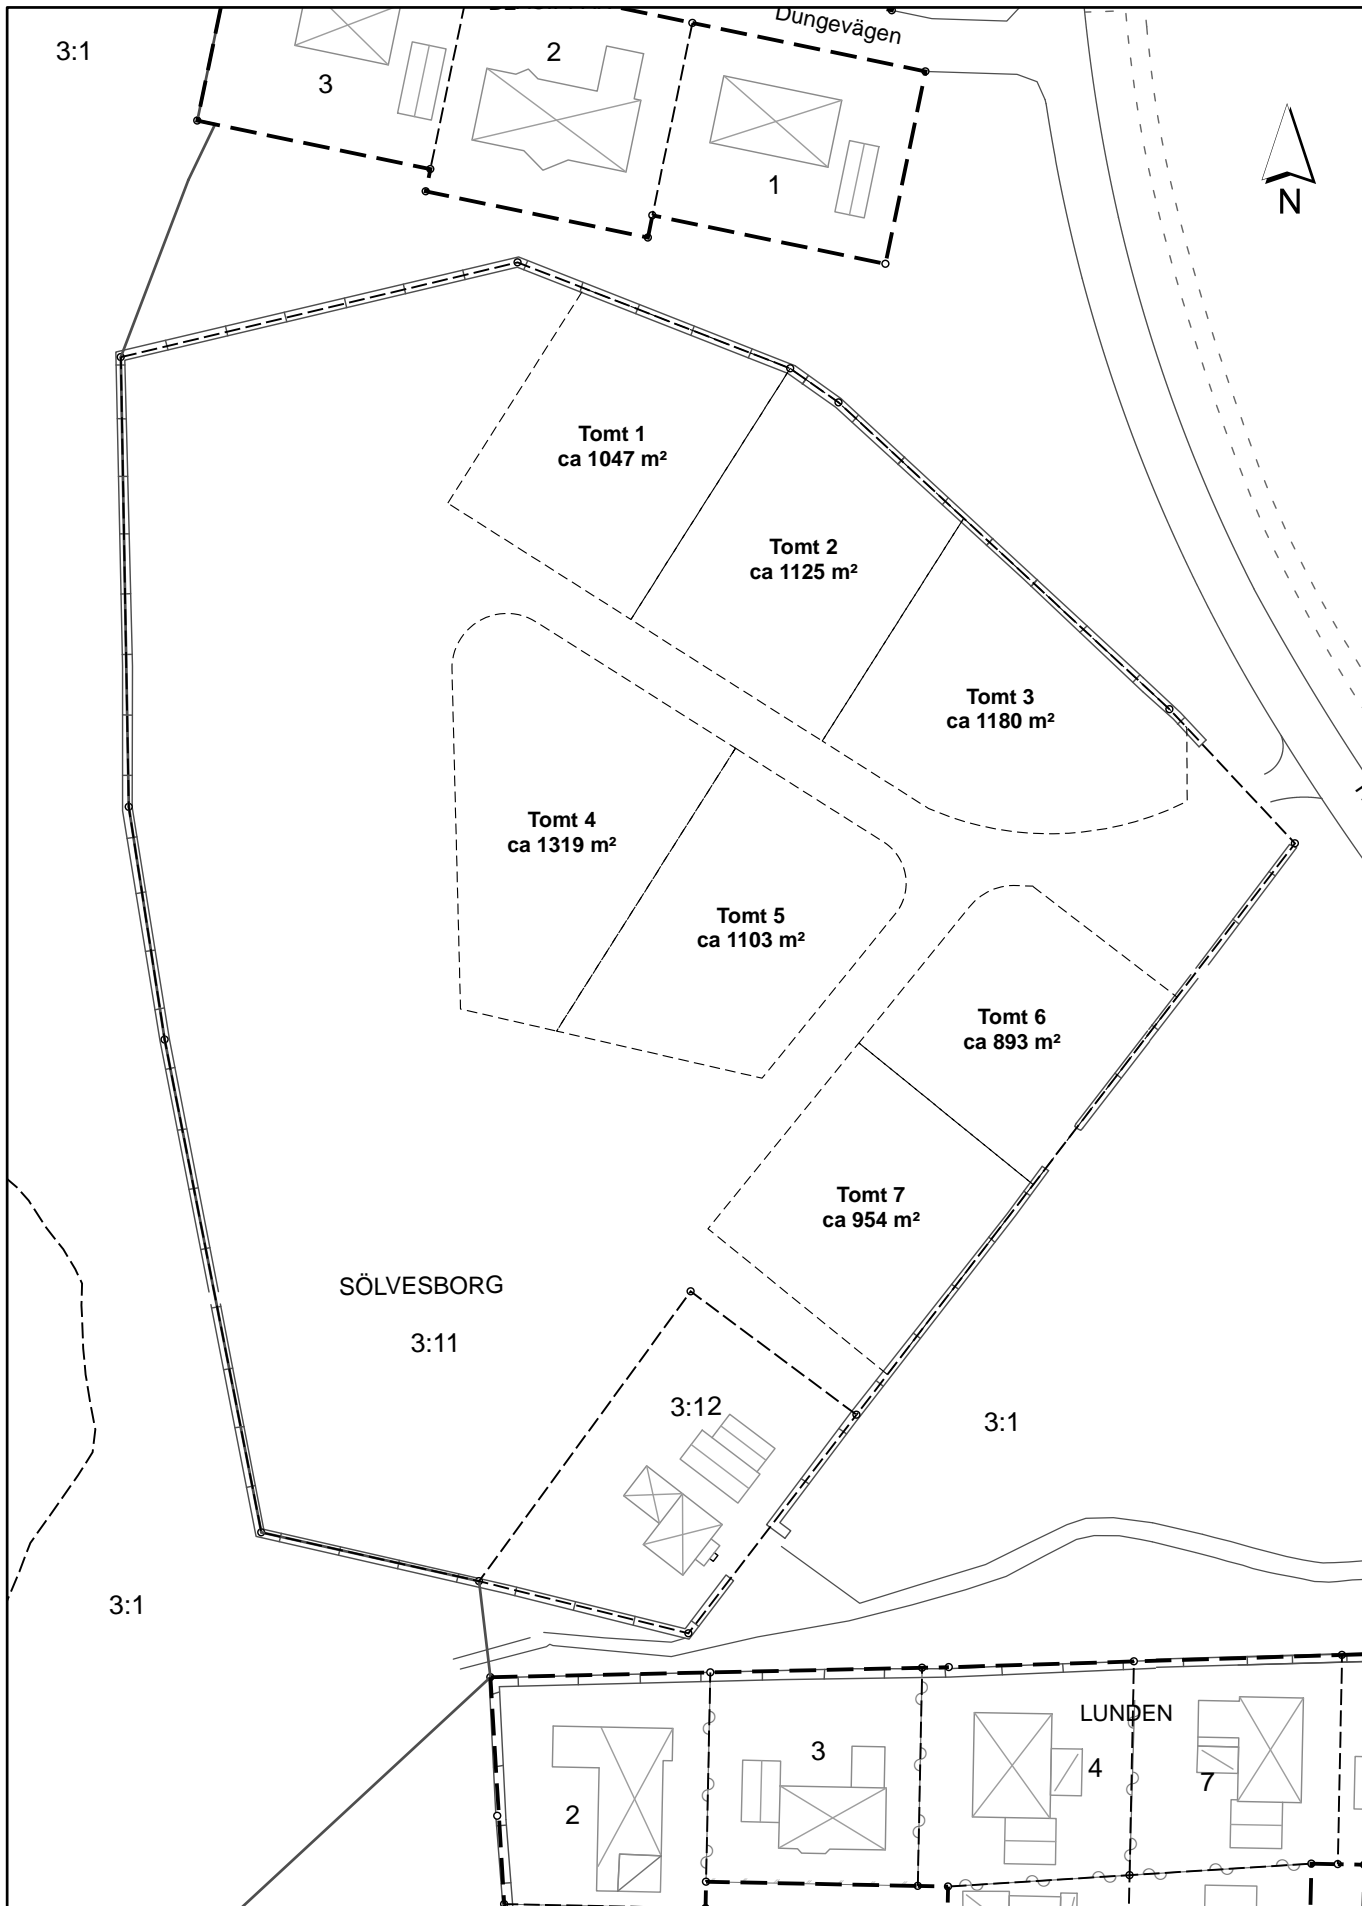 Dungevägen
3:1
3
2
1
N
Tomt 1
ca 1047 m²
Tomt 2
ca 1125 m²
Tomt 3
ca 1180 m²
Tomt 4
ca 1319 m²
Tomt 5
ca 1103 m²
Tomt 6
ca 893 m²
Tomt 7
ca 954 m²
SÖLVESBORG
3:11
3:12
3:1
3:1
LUNDEN
2
3
4
7